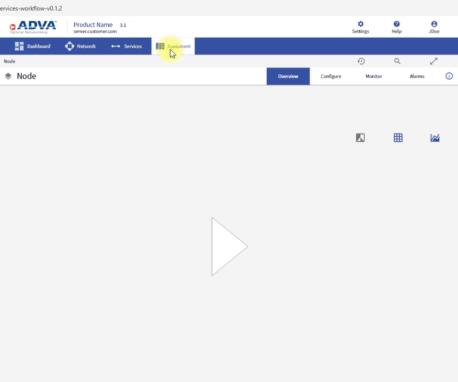 ervices-workflow-v0.1.2
ADVA
Optical Networking
Product Name 3.1
server.customer.com
Settings
Help
JDoe
Dashboard
Network
Services
Equipment
Node
Node
Overview
Configure
Monitor
Alarms